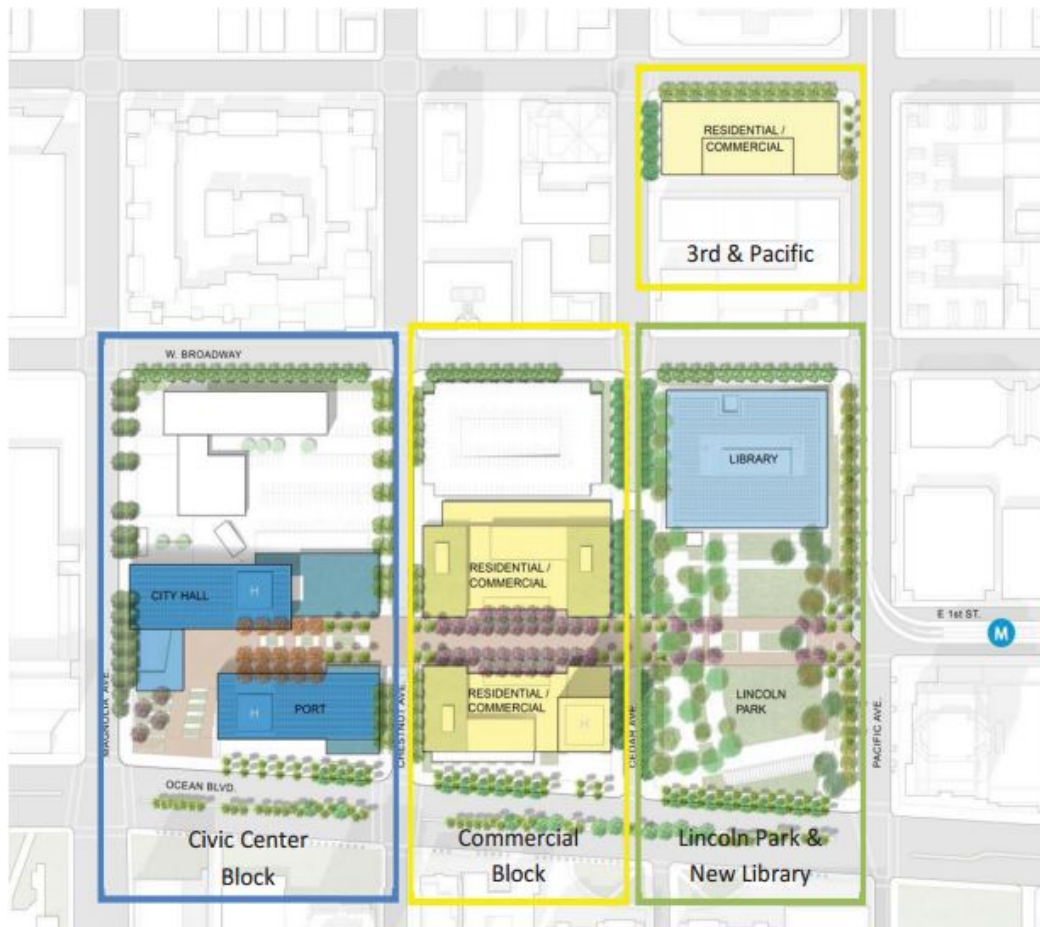 RESIDENTIAL /
COMMERCIAL
3rd & Pacific
W. BROADWAY
LIBRARY
CITY HALL
H
RESIDENTIAL /
COMMERCIAL
E 1st ST.
M
PORT
H
RESIDENTIAL /
COMMERCIAL
H
LINCOLN
PARK
MAGNOLIA AVE.
CHESTNUT AVE.
CEDAR AVE.
PACIFIC AVE.
OCEAN BLVD.
Civic Center
Block
Commercial
Block
Lincoln Park &
New Library